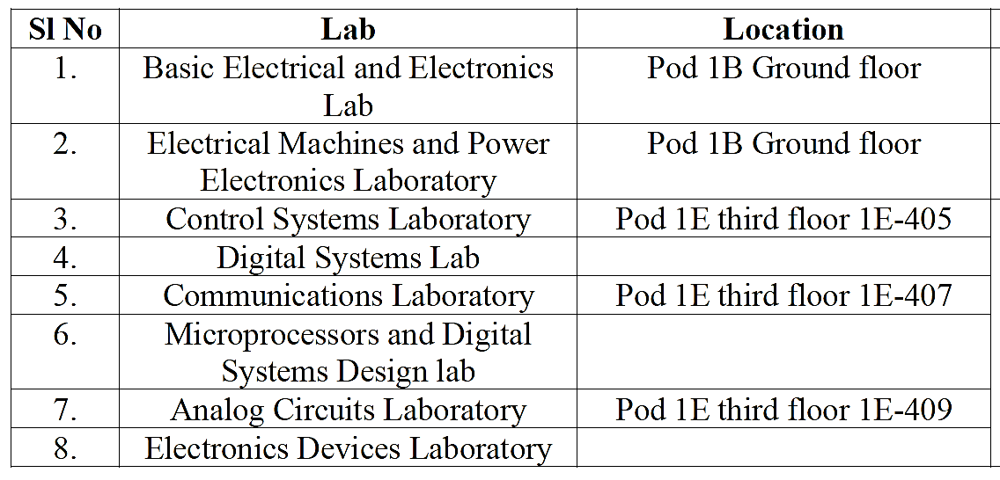 Sl No Lab Location
1. Basic Electrical and Electronics Pod 1B Ground floor
Lab
2. Electrical Machines and Power Pod 1B Ground floor
Electronics Laboratory
3. Control Systems Laboratory Pod 1E third floor 1E-405
4. Digital Systems Lab
5. Communications Laboratory Pod 1E third floor 1E-407
6. Microprocessors and Digital
Systems Design lab
7. Analog Circuits Laboratory Pod 1E third floor 1E-409
8. Electronics Devices Laboratory